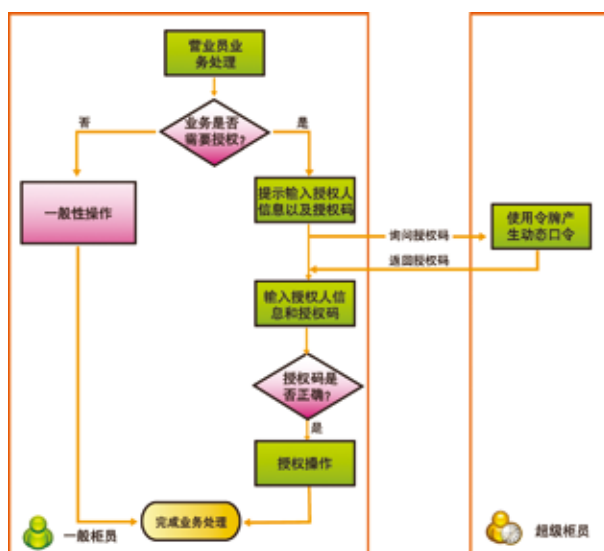 营业员业
务处理
否
业务是否
需要授权?
是
一般性操作
提示输入授权人
信息以及授权码
询问授权码
使用令牌产
生动态口令
返回授权码
输入授权人信
息和授权码
授权码是
否正确?
是
授权操作
完成业务处理
一般柜员
超级柜员